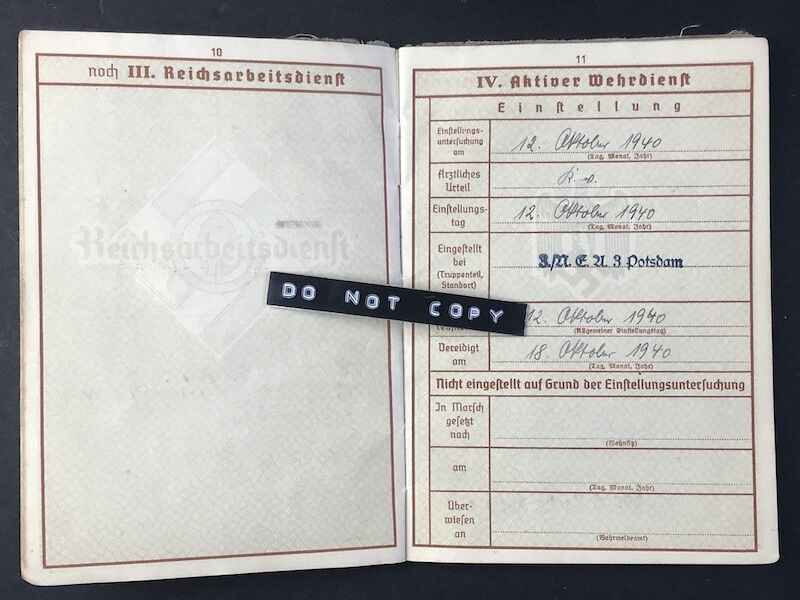 10
noch III. Reichsarbeitsdienst
Reichsarbeitsdienst
DO NOT COPY
11
IV. Aktiver Wehrdienst
Einstellung
Einstellungs-
untersuchung
am
12. Oktober 1940
(Tag, Monat, Jahr)
Ärztliches
Urteil
k.v.
Einstellungs-
tag
12. Oktober 1940
(Tag, Monat, Jahr)
Eingestellt
bei
(Truppenteil,
Standort)
N. E. A. 3 Potsdam
12. Oktober 1940
(Allgemeiner Einstellungstag)
Vereidigt
am
18. Oktober 1940
(Tag, Monat, Jahr)
Nicht eingestellt auf Grund der Einstellungsuntersuchung
In Marsch
gesetzt
nach
(Wohnsitz)
am
(Tag, Monat, Jahr)
Über-
wiesen
an
(Wehrmeldeamt)